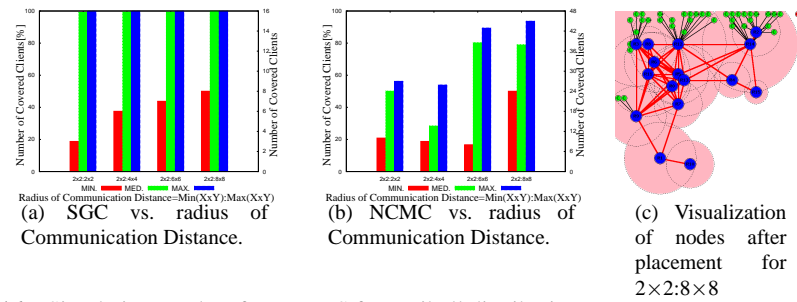 Number of Covered Clients[%]
100
80
60
40
20
0
16
14
12
10
8
6
4
2
0
Number of Covered Clients
2x2:2x2 2x2:4x4 2x2:6x6 2x2:8x8
MIN. MED. MAX.
Radius of Communication Distance=Min(XxY):Max(XxY)
(a) SGC vs. radius of
Communication Distance.
Number of Covered Clients [%]
100
80
60
40
20
0
48
42
36
30
24
18
12
6
0
Number of Covered Clients
2x2:2x2 2x2:4x4 2x2:6x6 2x2:8x8
MIN. MED. MAX.
Radius of Communication Distance=Min(XxY):Max(XxY)
(b) NCMC vs. radius of
Communication Distance.
(c) Visualization
of nodes after
placement for
2×2:8×8